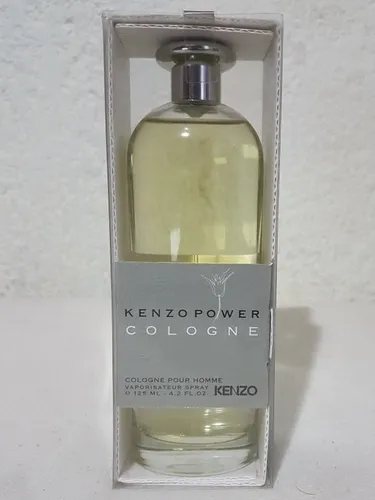 KENZOPOWER
COLOGNE
COLOGNE POUR HOMME
VAPORISATEUR SPRAY
℮ 125 ML - 4.2 FL.OZ KENZO